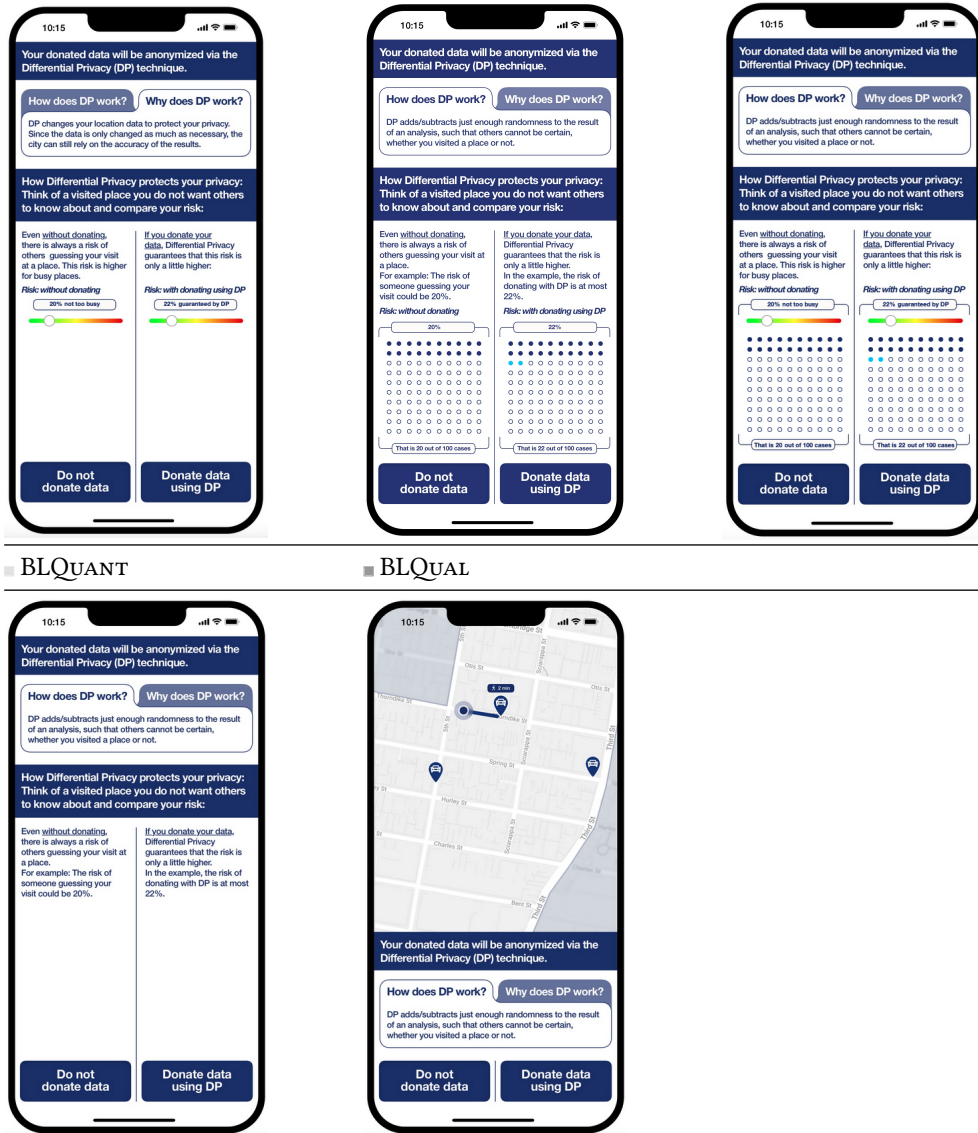 10:15
Your donated data will be anonymized via the
Differential Privacy (DP) technique.
How does DP work?
Why does DP work?
DP changes your location data to protect your privacy.
Since the data is only changed as much as necessary, the
city can still rely on the accuracy of the results.
How Differential Privacy protects your privacy:
Think of a visited place you do not want others
to know about and compare your risk:
Even without donating,
there is always a risk of
others guessing your visit
at a place. This risk is higher
for busy places.
Risk: without donating
20% not too busy
If you donate your
data, Differential Privacy
guarantees that this risk is
only a little higher:
Risk: with donating using DP
22% guaranteed by DP
Do not
donate data
Donate data
using DP
10:15
Your donated data will be anonymized via the
Differential Privacy (DP) technique.
How does DP work?
Why does DP work?
DP adds/subtracts just enough randomness to the result
of an analysis, such that others cannot be certain,
whether you visited a place or not.
How Differential Privacy protects your privacy:
Think of a visited place you do not want others
to know about and compare your risk:
Even without donating,
there is always a risk of
others guessing your visit at
a place.
For example: The risk of
someone guessing your
visit could be 20%.
Risk: without donating
20%
That is 20 out of 100 cases
If you donate your data,
Differential Privacy
guarantees that the risk is
only a little higher.
In the example, the risk of
donating with DP is at most
22%.
Risk: with donating using DP
22%
That is 22 out of 100 cases
Do not
donate data
Donate data
using DP
10:15
Your donated data will be anonymized via the
Differential Privacy (DP) technique.
How does DP work?
Why does DP work?
DP adds/subtracts just enough randomness to the result
of an analysis, such that others cannot be certain,
whether you visited a place or not.
How Differential Privacy protects your privacy:
Think of a visited place you do not want others
to know about and compare your risk:
Even without donating,
there is always a risk of
others guessing your visit
at a place. This risk is higher
for busy places.
Risk: without donating
20% not too busy
That is 20 out of 100 cases
If you donate your
data, Differential Privacy
guarantees that this risk is
only a little higher:
Risk: with donating using DP
22% guaranteed by DP
That is 22 out of 100 cases
Do not
donate data
Donate data
using DP
BLQUANT
BLQUAL
10:15
Your donated data will be anonymized via the
Differential Privacy (DP) technique.
How does DP work?
Why does DP work?
DP adds/subtracts just enough randomness to the result
of an analysis, such that others cannot be certain,
whether you visited a place or not.
How Differential Privacy protects your privacy:
Think of a visited place you do not want others
to know about and compare your risk:
Even without donating,
there is always a risk of
others guessing your visit at
a place.
For example: The risk of
someone guessing your
visit could be 20%.
If you donate your data,
Differential Privacy
guarantees that the risk is
only a little higher.
In the example, the risk of
donating with DP is at most
22%.
Do not
donate data
Donate data
using DP
10:15
5th St
Sciarappa St
Otis St
Otis St
2 min
Thorndike St
5th St
Sciarappa St
Third St
Spring St
Hurley St
Sciarappa St
Third St
Charles St
Bent St
Third St
Your donated data will be anonymized via the
Differential Privacy (DP) technique.
How does DP work?
Why does DP work?
DP adds/subtracts just enough randomness to the result
of an analysis, such that others cannot be certain,
whether you visited a place or not.
Do not
donate data
Donate data
using DP